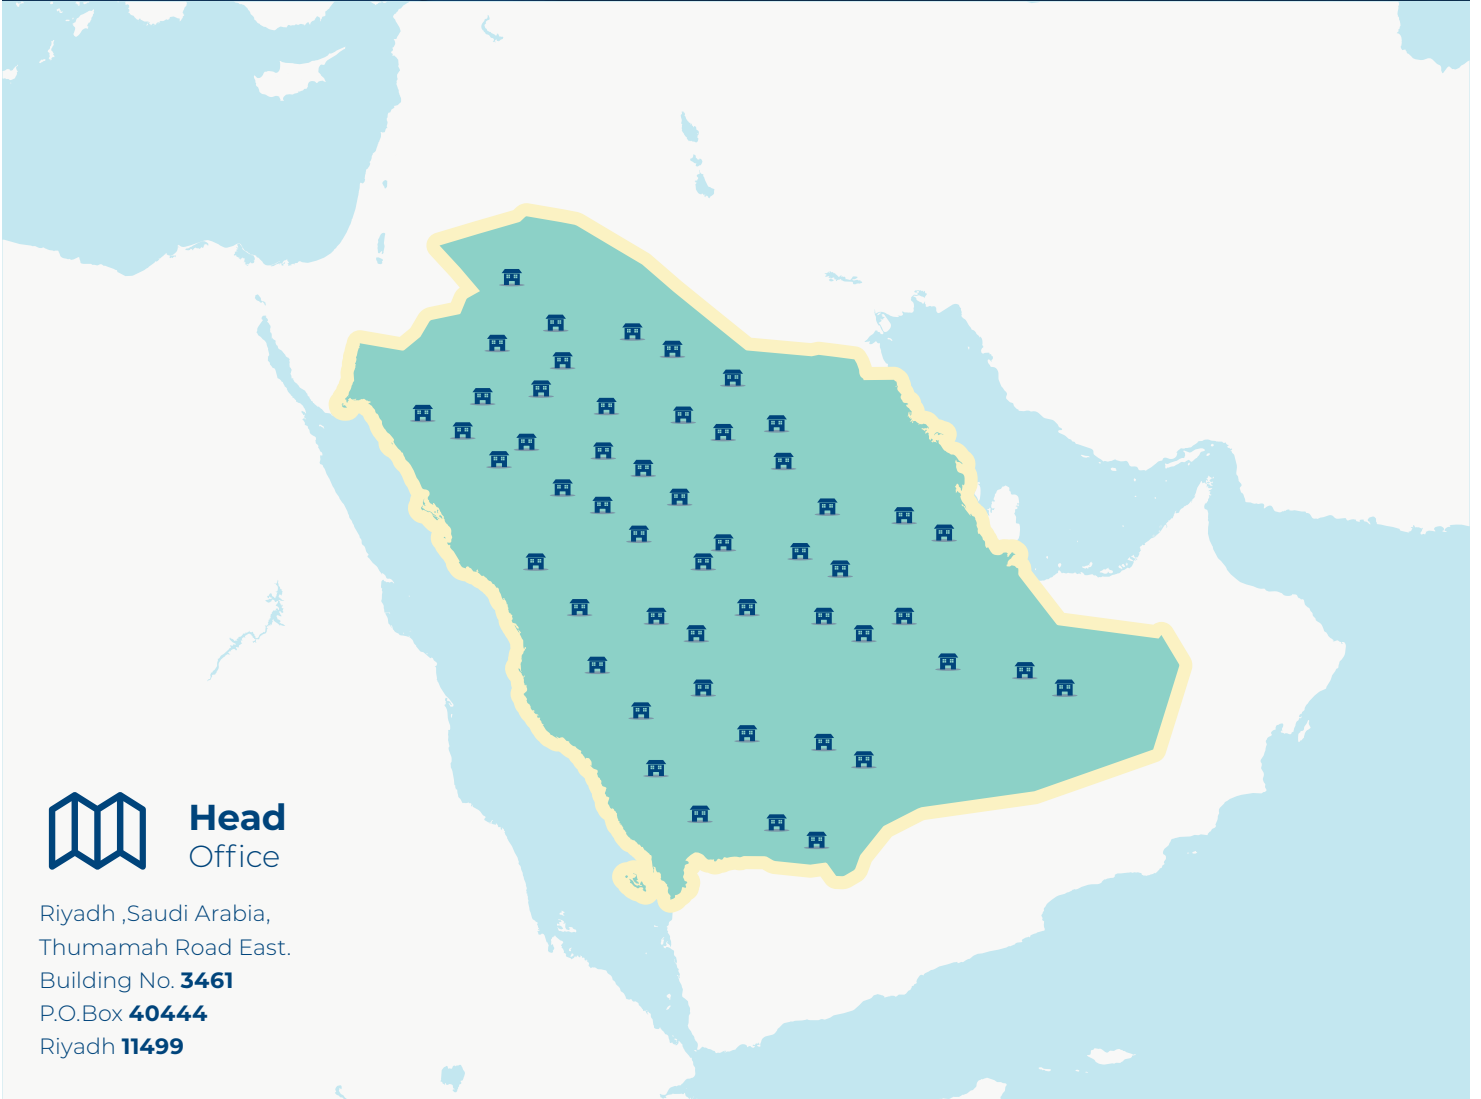 Head
Office
Riyadh ,Saudi Arabia,
Thumamah Road East.
Building No. 3461
P.O.Box 40444
Riyadh 11499